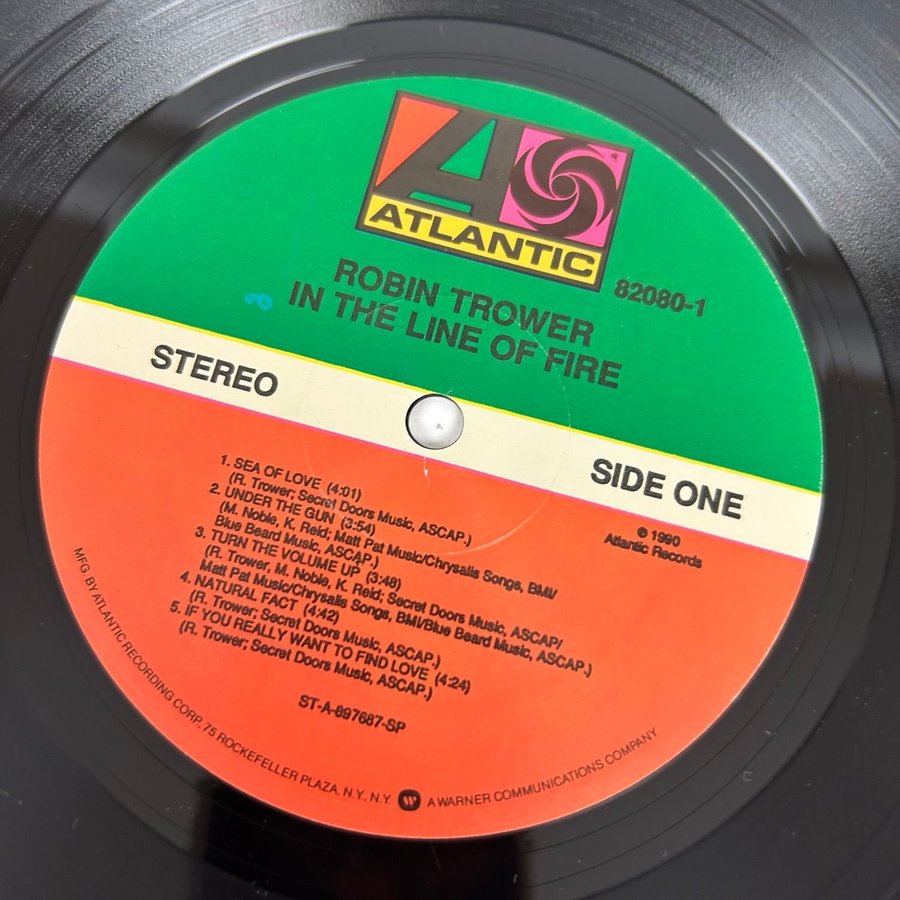 ATLANTIC
82080-1
ROBIN TROWER
IN THE LINE OF FIRE
STEREO
SIDE ONE
℗ 1990
Atlantic Records
1. SEA OF LOVE (4:01)
(R. Trower; Secret Doors Music, ASCAP.)
2. UNDER THE GUN (3:54)
(M. Noble, K. Reid; Matt Pat Music/Chrysalis Songs, BMI/
Blue Beard Music, ASCAP.)
3. TURN THE VOLUME UP (3:48)
(R. Trower, M. Noble, K. Reid; Secret Doors Music, ASCAP/
Matt Pat Music/Chrysalis Songs, BMI/Blue Beard Music, ASCAP.)
4. NATURAL FACT (4:42)
(R. Trower; Secret Doors Music, ASCAP.)
5. IF YOU REALLY WANT TO FIND LOVE (4:24)
(R. Trower; Secret Doors Music, ASCAP.)
ST-A-897687-SP
MFG. BY ATLANTIC RECORDING CORP., 75 ROCKEFELLER PLAZA, N.Y., N.Y. A WARNER COMMUNICATIONS COMPANY